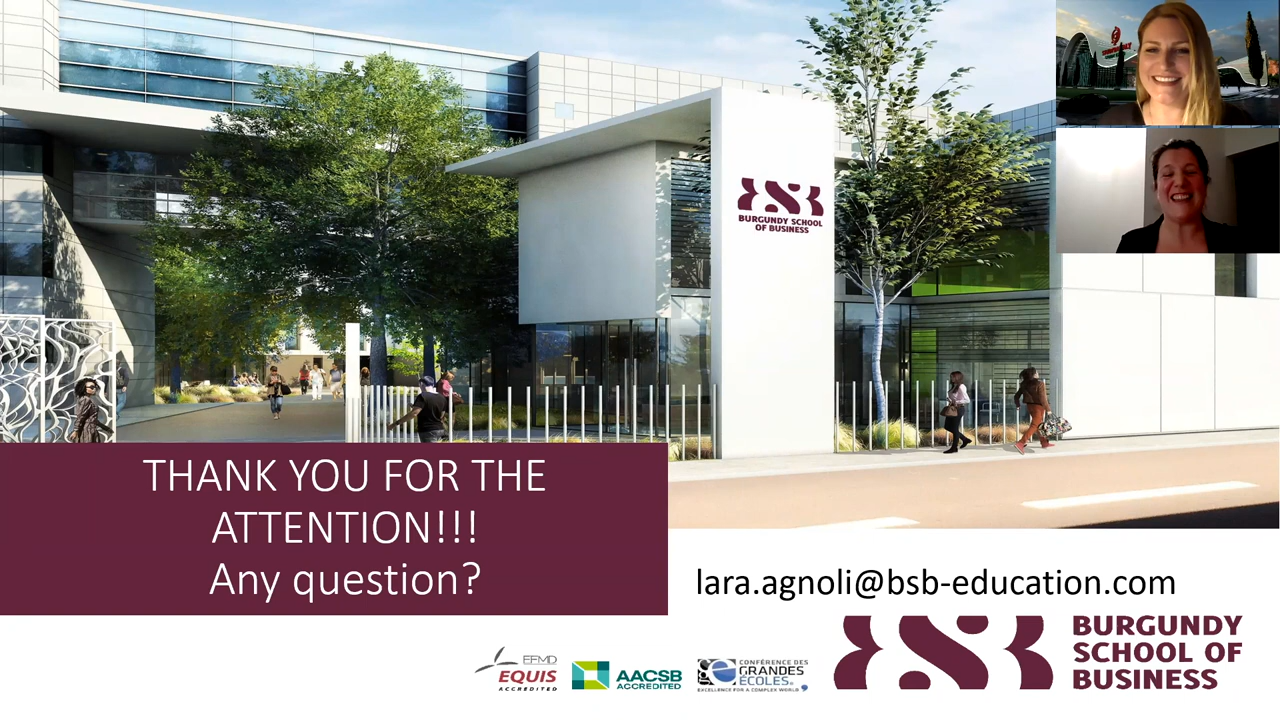 BURGUNDY SCHOOL
OF BUSINESS
THANK YOU FOR THE
ATTENTION!!!
Any question?
lara.agnoli@bsb-education.com
EFMD
EQUIS
ACCREDITED
AACSB
ACCREDITED
CONFÉRENCE DES
GRANDES
ÉCOLES
EXCELLENCE FOR A COMPLEX WORLD
BSB
BURGUNDY
SCHOOL OF
BUSINESS